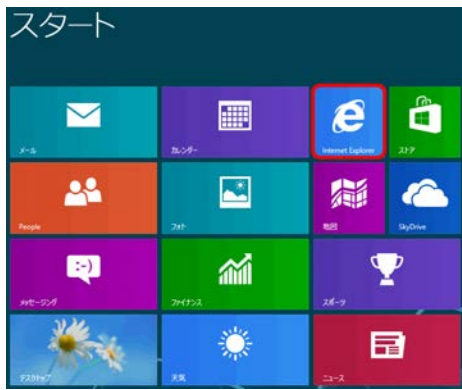 スタート
メール
カレンダー
Internet Explorer
ストア
People
フォト
地図
SkyDrive
メッセージング
ファイナンス
スポーツ
デスクトップ
天気
ニュース